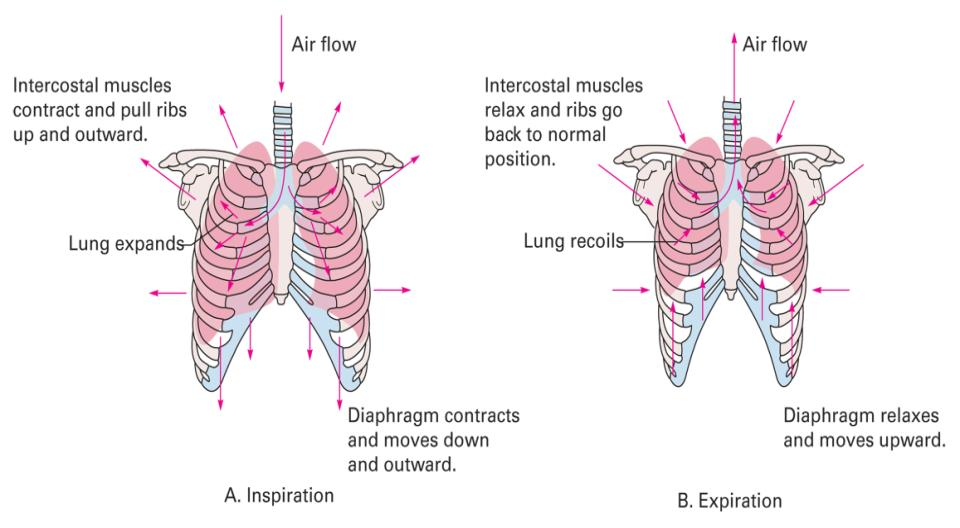 Air flow
Intercostal muscles
contract and pull ribs
up and outward.
Lung expands
Diaphragm contracts
and moves down
and outward.
A. Inspiration
Air flow
Intercostal muscles
relax and ribs go
back to normal
position.
Lung recoils
Diaphragm relaxes
and moves upward.
B. Expiration